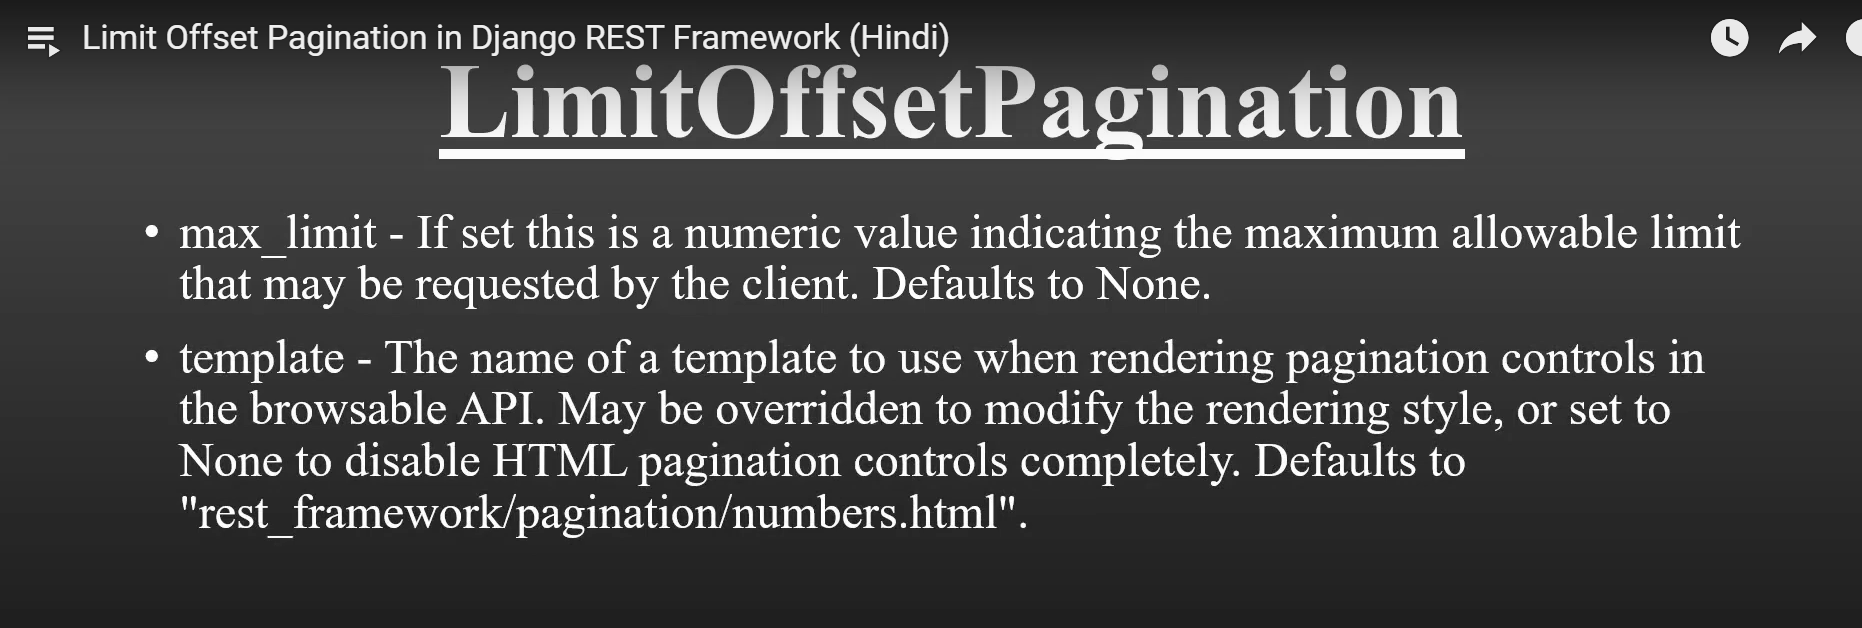 Limit Offset Pagination in Django REST Framework (Hindi)
LimitOffsetPagination
• max_limit - If set this is a numeric value indicating the maximum allowable limit
that may be requested by the client. Defaults to None.
• template - The name of a template to use when rendering pagination controls in
the browsable API. May be overridden to modify the rendering style, or set to
None to disable HTML pagination controls completely. Defaults to
"rest_framework/pagination/numbers.html".